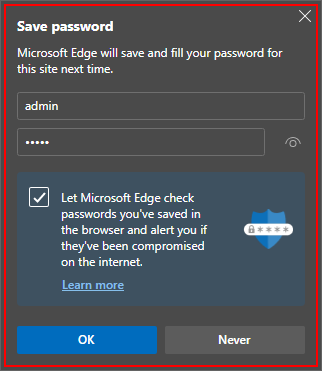 Save password
Microsoft Edge will save and fill your password for
this site next time.
admin
•••••
Let Microsoft Edge check
passwords you've saved in
the browser and alert you if
they've been compromised
on the internet.
****
Learn more
OK
Never